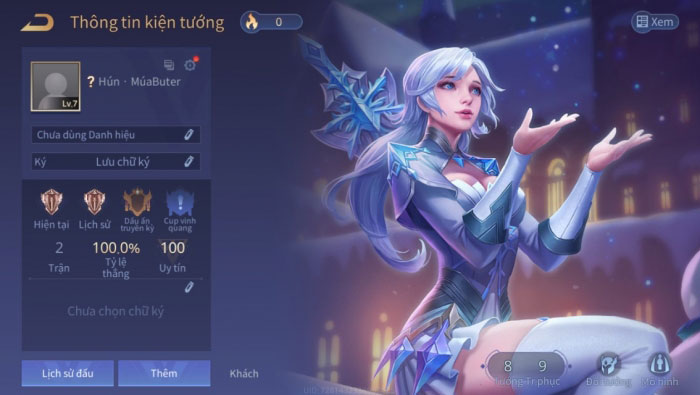 Thông tin kiện tướng
0
Xem
? Hún · MúaButer
Lv.7
Chưa dùng Danh hiệu
Ký Lưu chữ ký
Hiện tại Lịch sử Dấu ấn truyền kỳ Cup vinh quang
2 100.0% 100
Trận Tỷ lệ thắng Uy tín
Chưa chọn chữ ký
Lịch sử đấu Thêm Khách
8 9